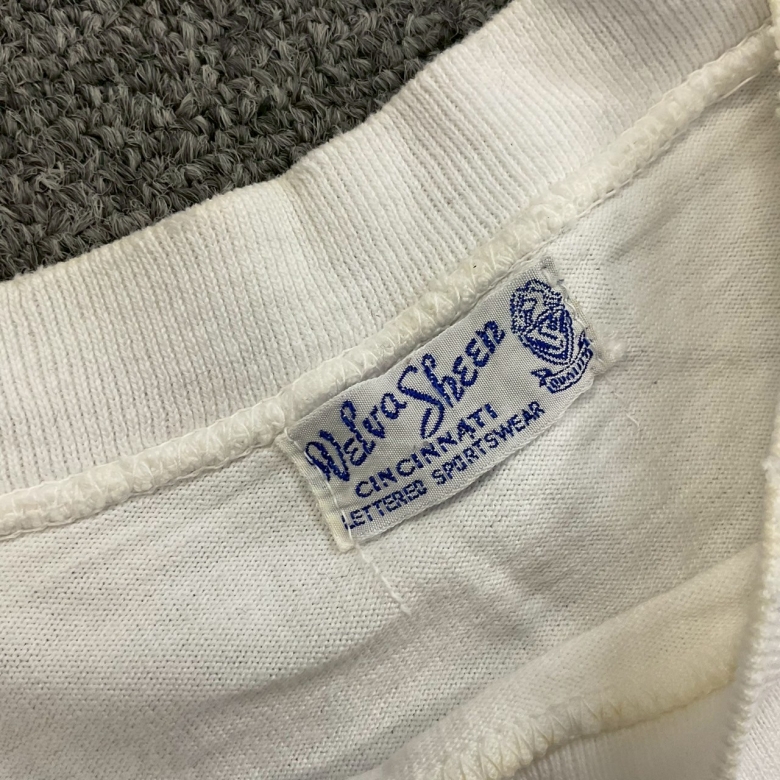 Velva Sheen
CINCINNATI
LETTERED SPORTSWEAR